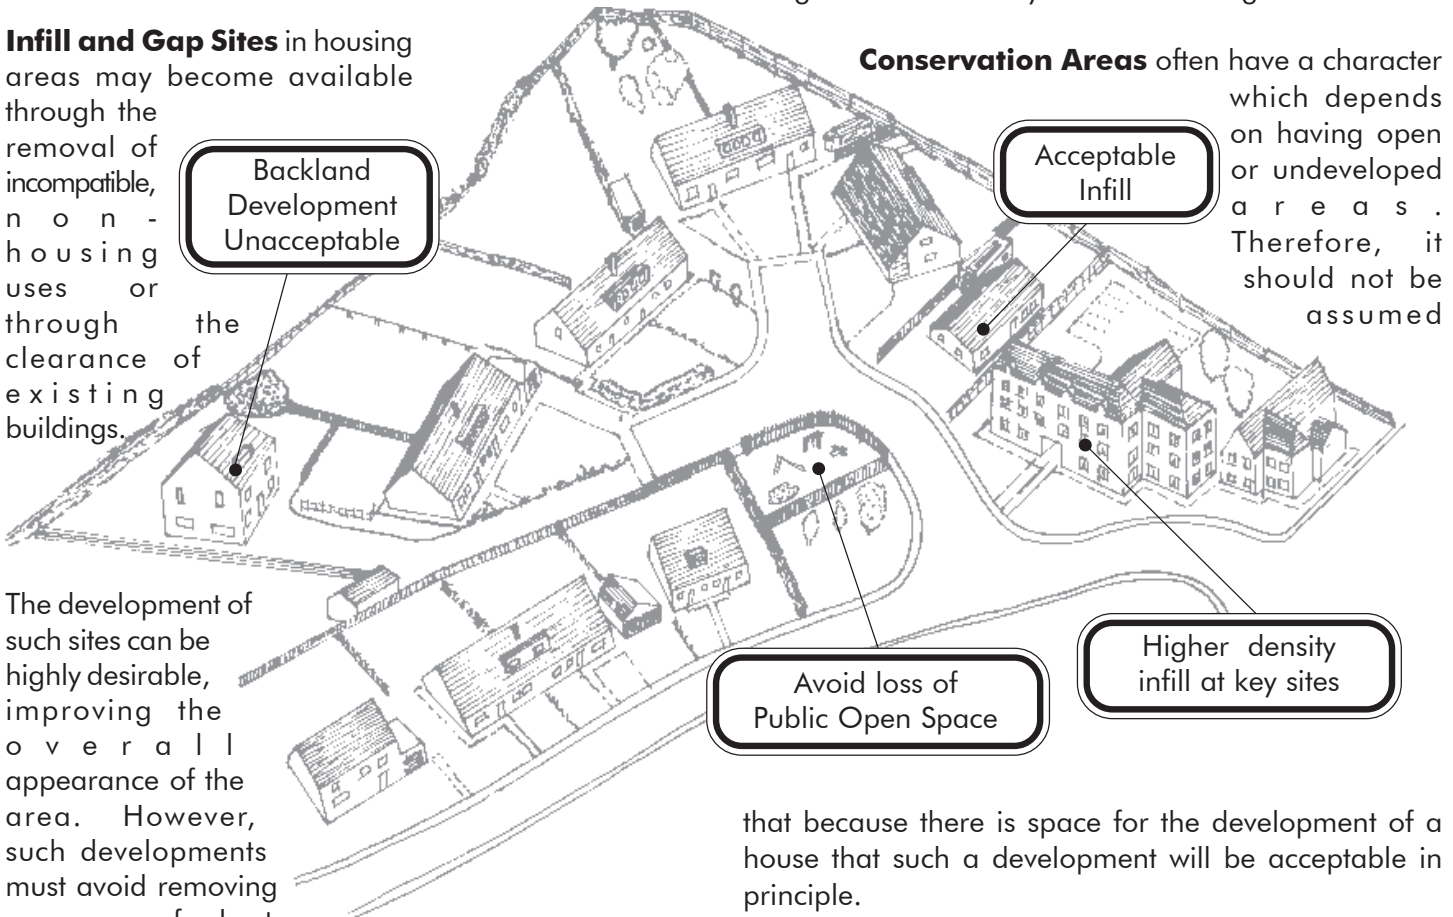 Infill and Gap Sites in housing
areas may become available
through the
removal of
incompatible,
non-
housing
uses or
through the
clearance of
existing
buildings.
The development of
such sites can be
highly desirable,
improving the
overall
appearance of the
area. However,
such developments
must avoid removing
Backland
Development
Unacceptable
Conservation Areas often have a character
which depends
on having open
or undeveloped
areas.
Therefore, it
should not be
assumed
that because there is space for the development of a
house that such a development will be acceptable in
principle.
Acceptable
Infill
Avoid loss of
Public Open Space
Higher density
infill at key sites